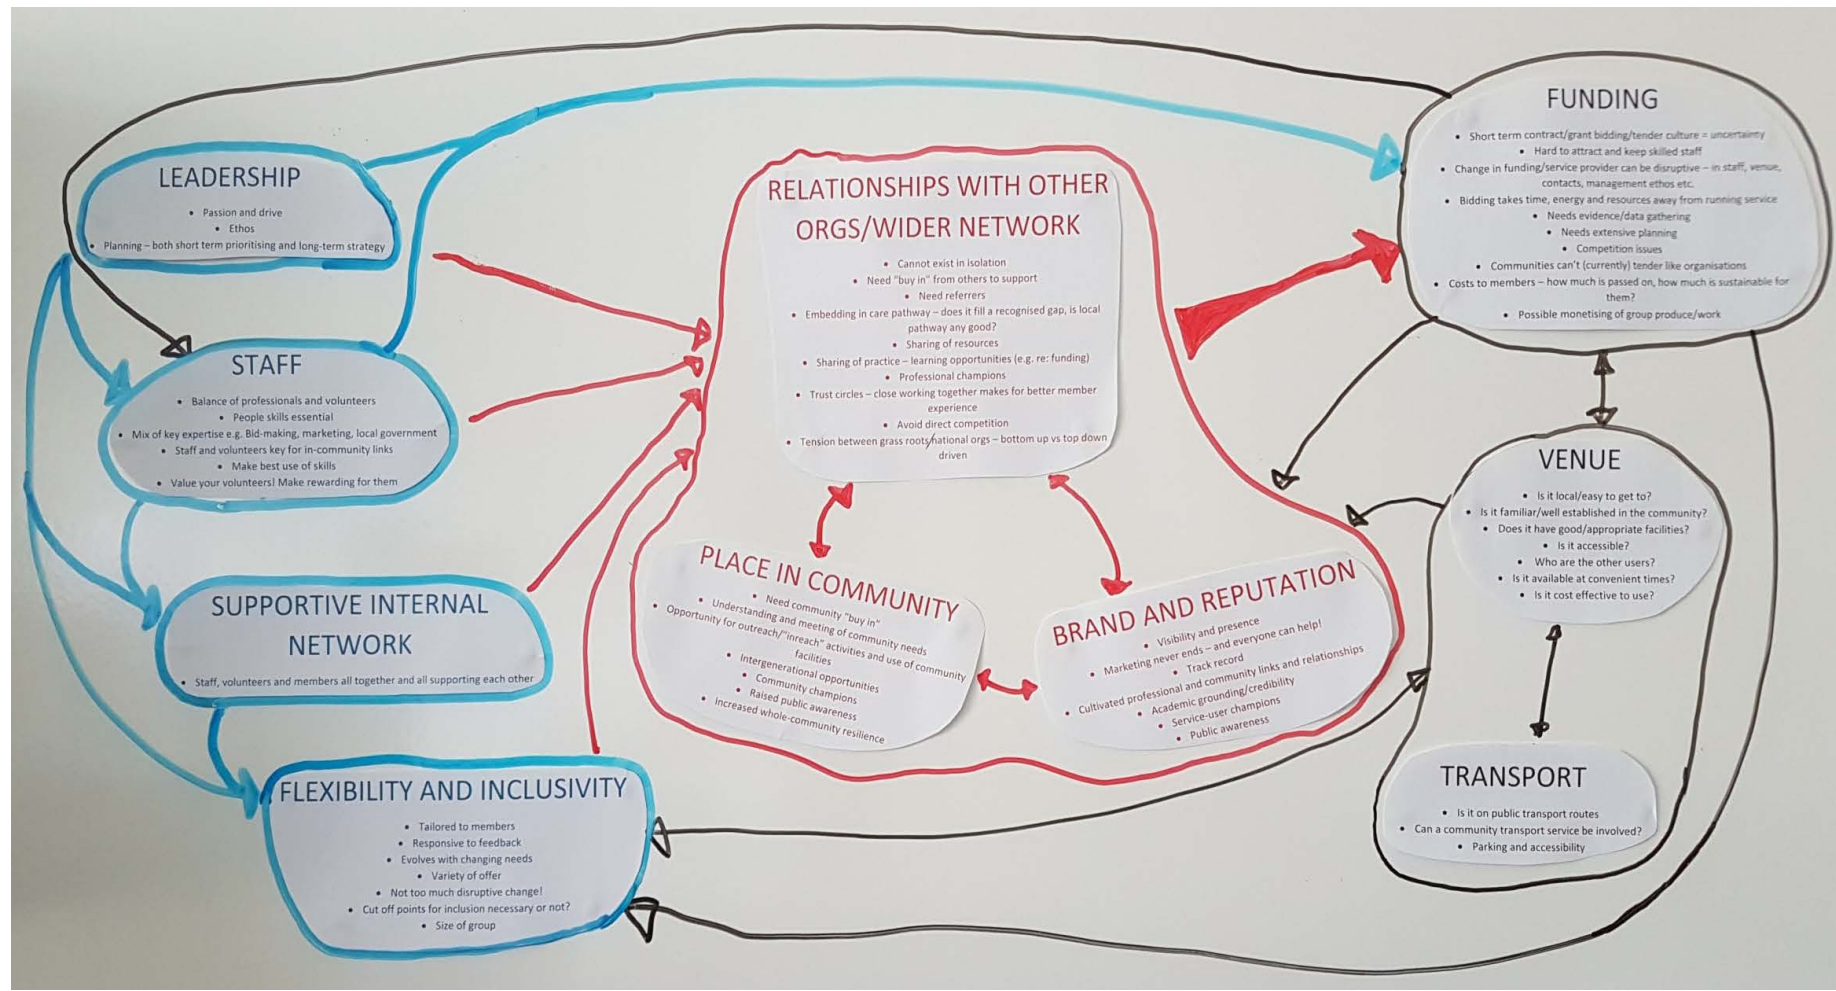 LEADERSHIP
• Passion and drive
• Ethos
• Planning – both short term prioritising and long-term strategy
STAFF
• Balance of professionals and volunteers
• People skills essential
• Mix of key expertise e.g. Bid-making, marketing, local government
• Staff and volunteers key for in-community links
• Make best use of skills
• Value your volunteers! Make rewarding for them
SUPPORTIVE INTERNAL
NETWORK
• Staff, volunteers and members all together and all supporting each other
FLEXIBILITY AND INCLUSIVITY
• Tailored to members
• Responsive to feedback
• Evolves with changing needs
• Variety of offer
• Not too much disruptive change!
• Cut off points for inclusion necessary or not?
• Size of group
RELATIONSHIPS WITH OTHER
ORGS/WIDER NETWORK
• Cannot exist in isolation
• Need "buy in" from others to support
• Need referrers
• Embedding in care pathway – does it fill a recognised gap, is local
pathway any good?
• Sharing of resources
• Sharing of practice – learning opportunities (e.g. re: funding)
• Professional champions
• Trust circles – close working together makes for better member
experience
• Avoid direct competition
• Tension between grass roots/national orgs – bottom up vs top down
driven
PLACE IN COMMUNITY
• Need community "buy in"
• Understanding and meeting of community needs
• Opportunity for outreach/"inreach" activities and use of community
facilities
• Intergenerational opportunities
• Community champions
• Raised public awareness
• Increased whole-community resilience
BRAND AND REPUTATION
• Visibility and presence
• Marketing never ends – and everyone can help!
• Track record
• Cultivated professional and community links and relationships
• Academic grounding/credibility
• Service-user champions
• Public awareness
FUNDING
• Short term contract/grant bidding/tender culture = uncertainty
• Hard to attract and keep skilled staff
• Change in funding/service provider can be disruptive – in staff, venue,
contacts, management ethos etc.
• Bidding takes time, energy and resources away from running service
• Needs evidence/data gathering
• Needs extensive planning
• Competition issues
• Communities can't (currently) tender like organisations
• Costs to members – how much is passed on, how much is sustainable for
them?
• Possible monetising of group produce/work
VENUE
• Is it local/easy to get to?
• Is it familiar/well established in the community?
• Does it have good/appropriate facilities?
• Is it accessible?
• Who are the other users?
• Is it available at convenient times?
• Is it cost effective to use?
TRANSPORT
• Is it on public transport routes
• Can a community transport service be involved?
• Parking and accessibility